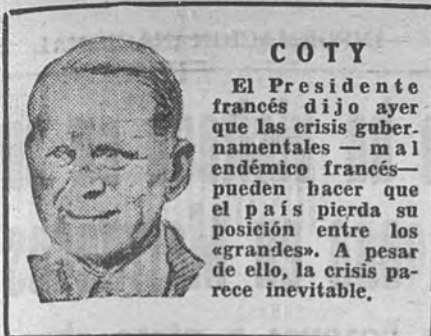 COTY
El Presidente
francés dijo ayer
que las crisis guber-
namentales — mal
endémico francés—
pueden hacer que
el país pierda su
posición entre los
«grandes». A pesar
de ello, la crisis pa-
rece inevitable.